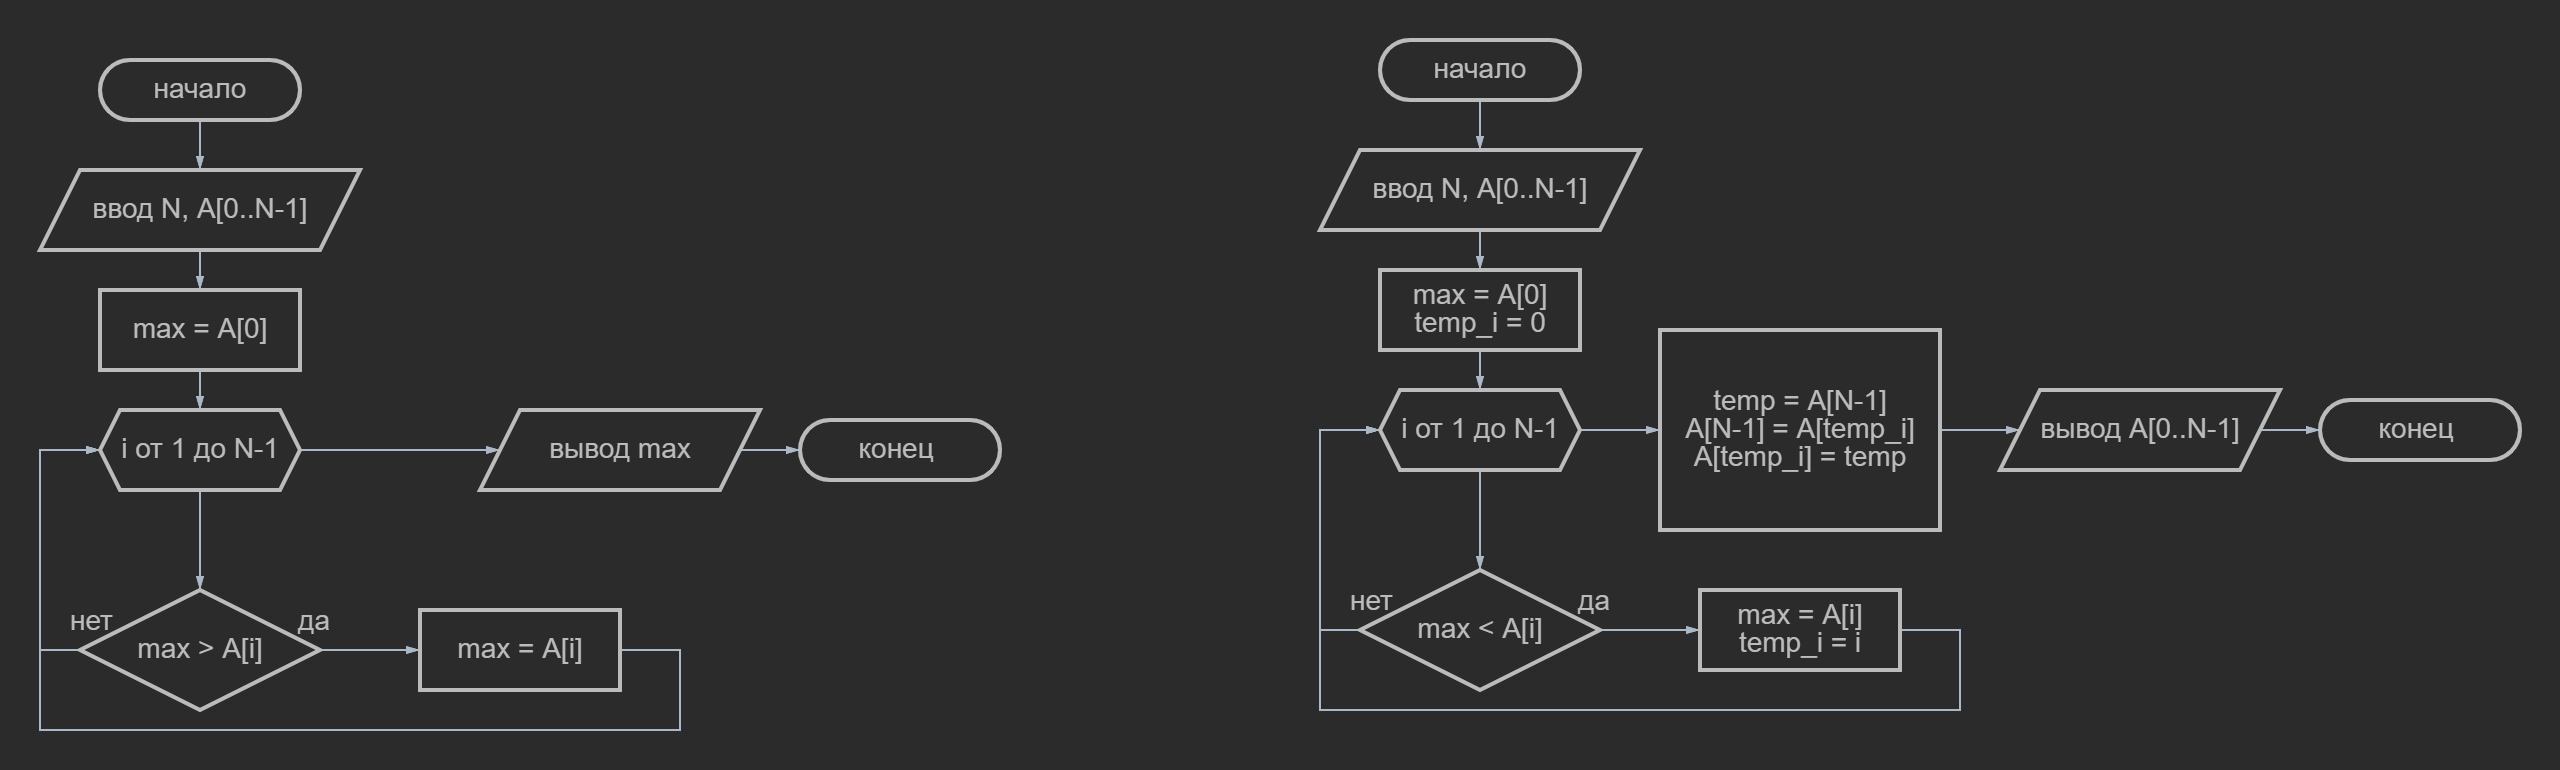 начало
ввод N, A[0..N-1]
max = A[0]
i от 1 до N-1
вывод max
конец
нет
да
max > A[i]
max = A[i]
начало
ввод N, A[0..N-1]
max = A[0]
temp_i = 0
i от 1 до N-1
temp = A[N-1]
A[N-1] = A[temp_i]
A[temp_i] = temp
вывод A[0..N-1]
конец
нет
да
max < A[i]
max = A[i]
temp_i = i